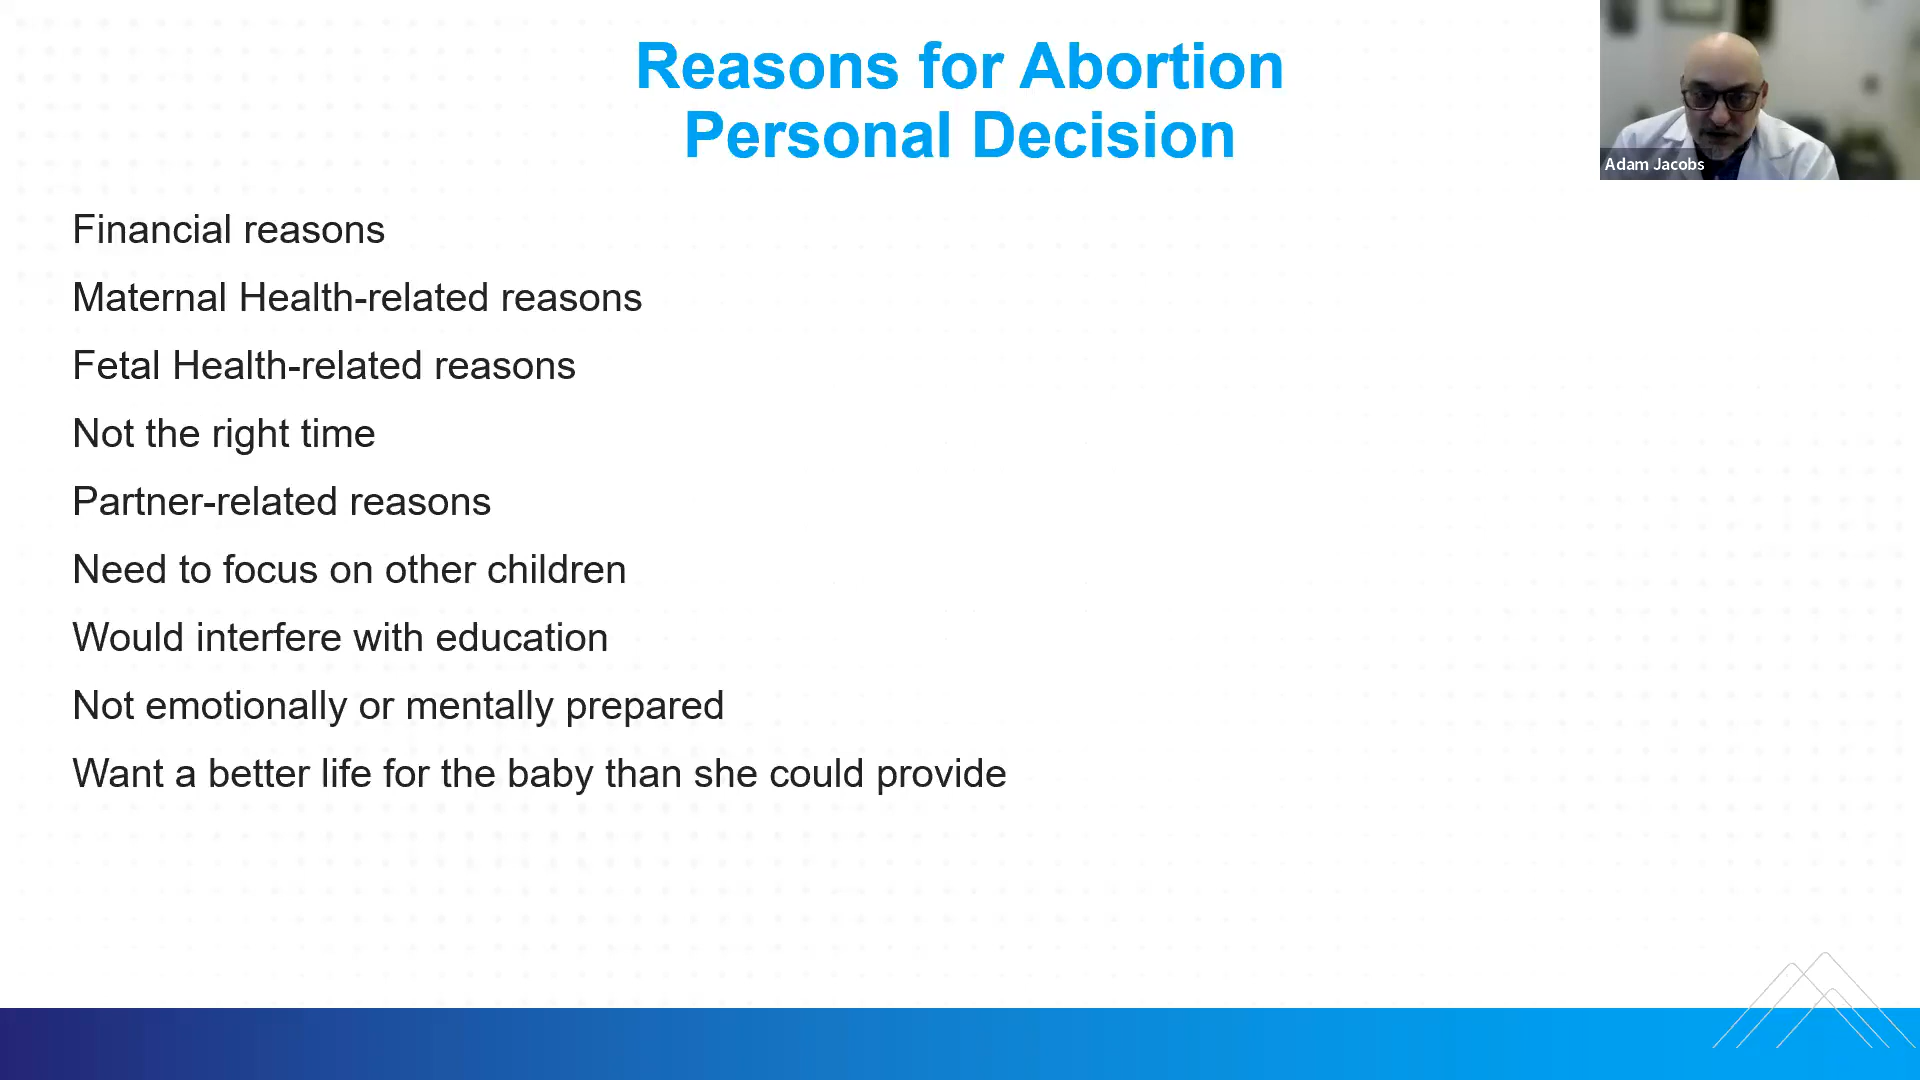 Reasons for Abortion
Personal Decision
Adam Jacobs
Financial reasons
Maternal Health-related reasons
Fetal Health-related reasons
Not the right time
Partner-related reasons
Need to focus on other children
Would interfere with education
Not emotionally or mentally prepared
Want a better life for the baby than she could provide